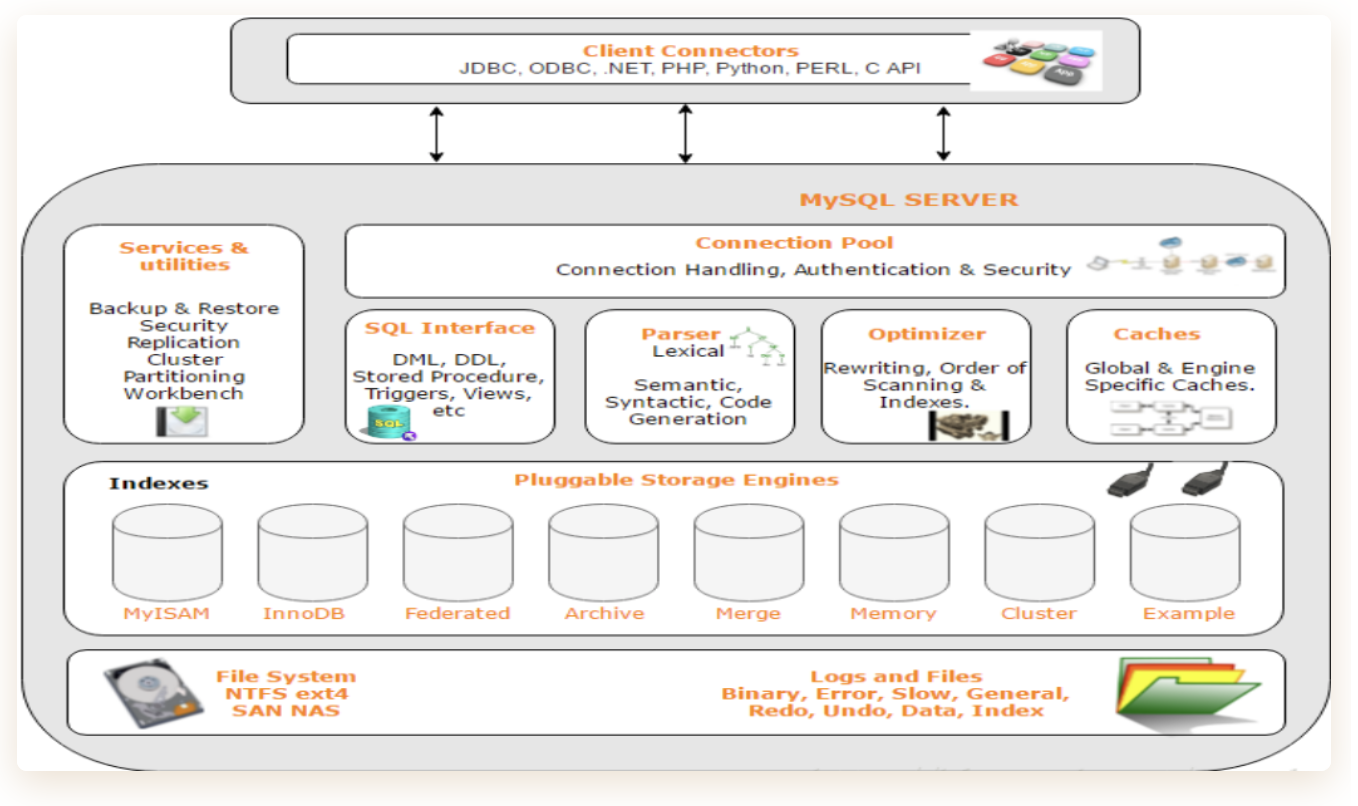 Client Connectors
JDBC, ODBC, .NET, PHP, Python, PERL, C API
MySQL SERVER
Services &
utilities
Backup & Restore
Security
Replication
Cluster
Partitioning
Workbench
Connection Pool
Connection Handling, Authentication & Security
SQL Interface
DML, DDL,
Stored Procedure,
Triggers, Views,
etc
SQL
Parser
Lexical
Semantic,
Syntactic, Code
Generation
Optimizer
Rewriting, Order of
Scanning &
Indexes.
Caches
Global & Engine
Specific Caches.
Indexes
Pluggable Storage Engines
MyISAM
InnoDB
Federated
Archive
Merge
Memory
Cluster
Example
File System
NTFS ext4
SAN NAS
Logs and Files
Binary, Error, Slow, General,
Redo, Undo, Data, Index